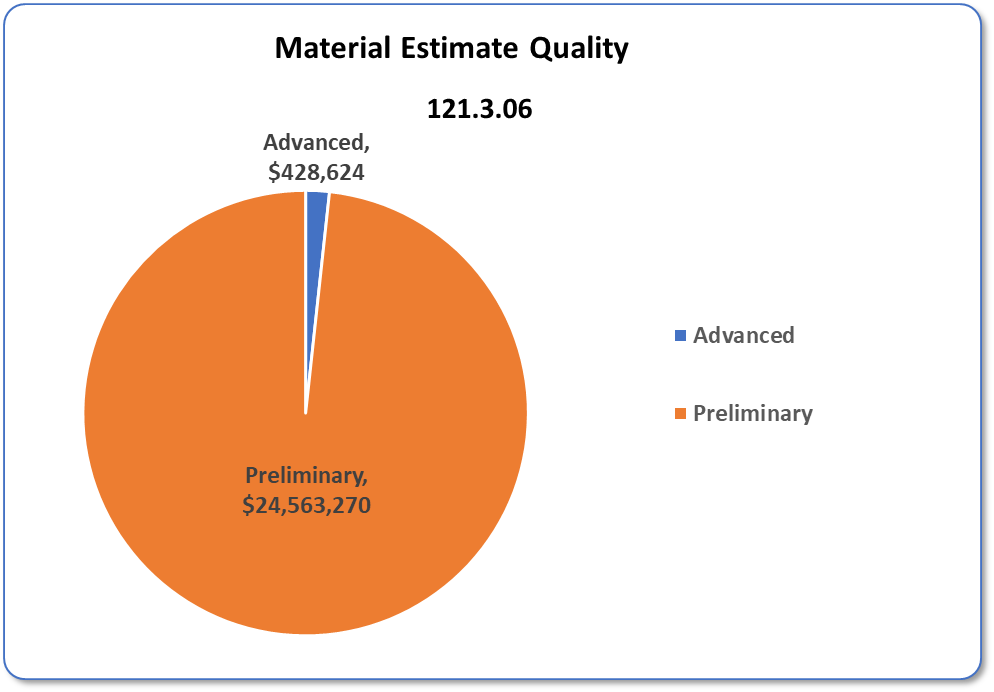 Material Estimate Quality
121.3.06
Advanced,
$428,624
Preliminary,
$24,563,270
Advanced
Preliminary